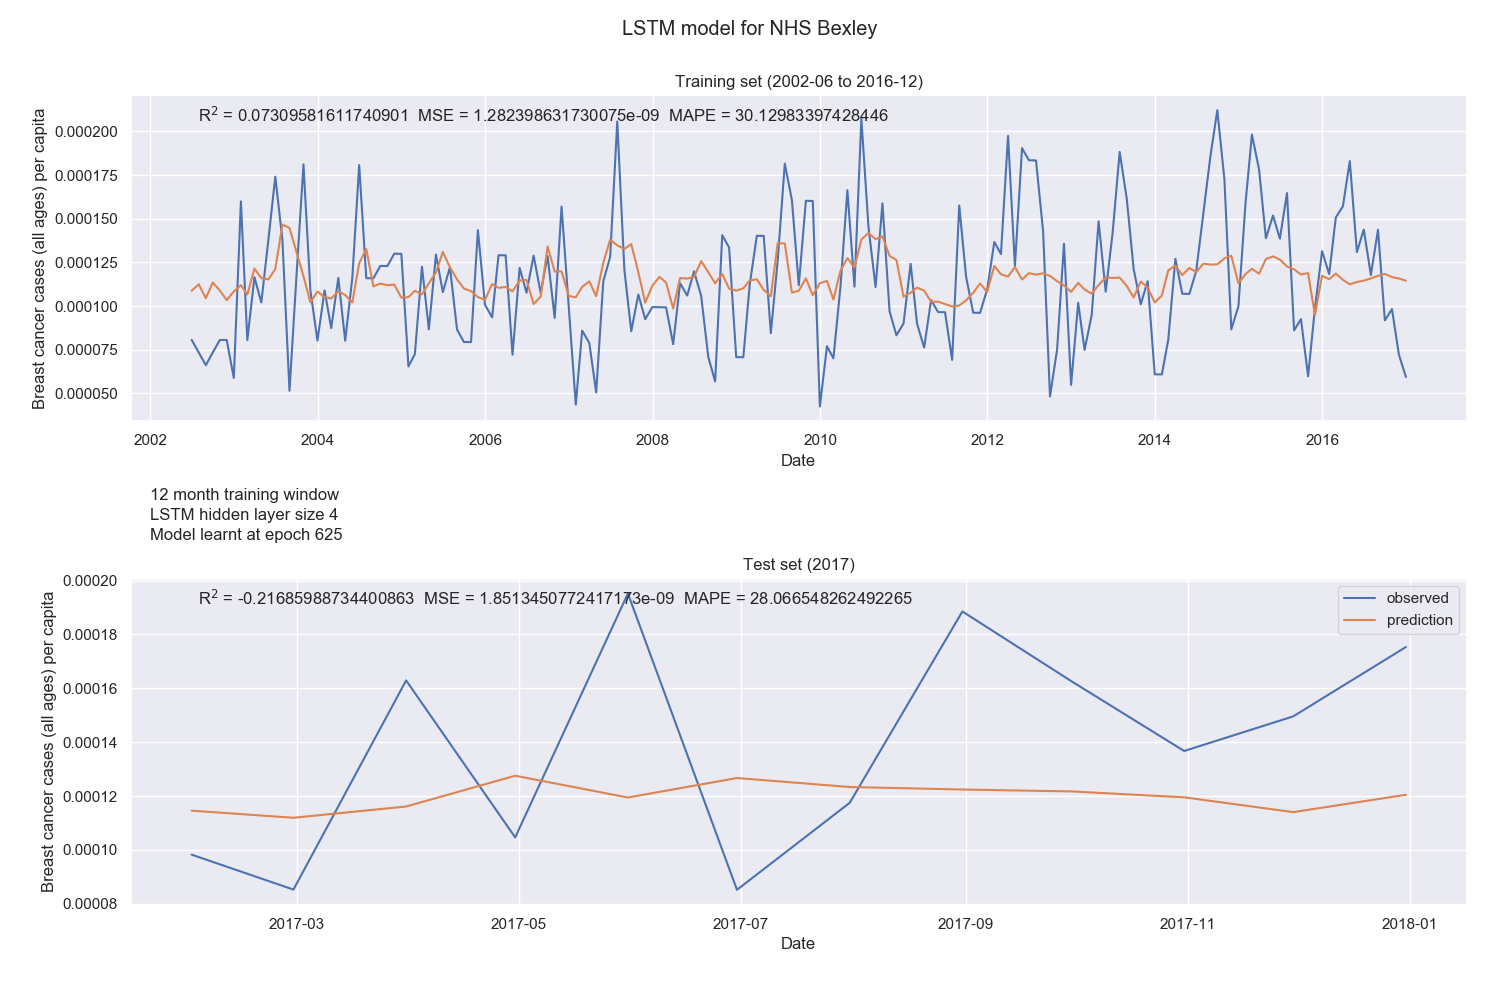 LSTM model for NHS Bexley
Training set (2002-06 to 2016-12)
R² = 0.07309581611740901 MSE = 1.282398631730075e-09 MAPE = 30.12983397428446
Breast cancer cases (all ages) per capita
0.000200
0.000175
0.000150
0.000125
0.000100
0.000075
0.000050
2002 2004 2006 2008 2010 2012 2014 2016
Date
12 month training window
LSTM hidden layer size 4
Model learnt at epoch 625
Test set (2017)
R² = -0.21685988734400863 MSE = 1.8513450772417173e-09 MAPE = 28.066548262492265
observed
prediction
Breast cancer cases (all ages) per capita
0.00020
0.00018
0.00016
0.00014
0.00012
0.00010
0.00008
2017-03 2017-05 2017-07 2017-09 2017-11 2018-01
Date